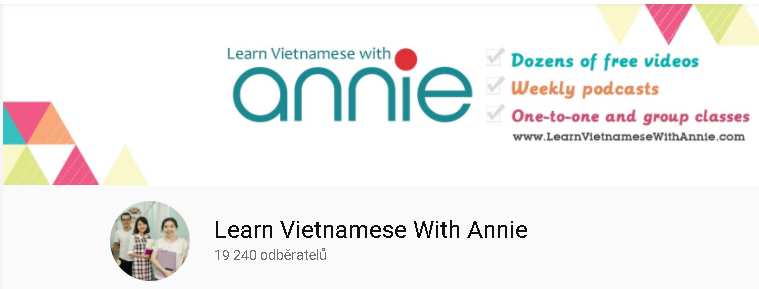 Learn Vietnamese with
annie
Dozens of free videos
Weekly podcasts
One-to-one and group classes
www.LearnVietnameseWithAnnie.com
Learn Vietnamese With Annie
19 240 odběratelů